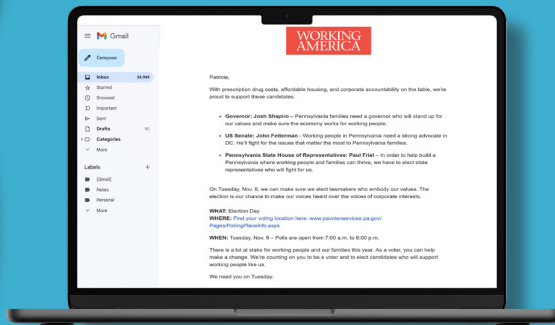 Gmail
Compose
Inbox 24,948
Starred
Snoozed
Important
Sent
Drafts
Categories
More
Labels +
[Gmail]
Notes
Personal
More
WORKING
AMERICA
Patricia,
With prescription drug costs, affordable housing, and corporate accountability on the table, we're
proud to support these candidates:
• Governor: Josh Shapiro – Pennsylvania families need a governor who will stand up for
our values and make sure the economy works for working people.
• US Senate: John Fetterman - Working people in Pennsylvania need a strong advocate in
DC. He'll fight for the issues that matter the most to Pennsylvania families.
• Pennsylvania State House of Representatives: Paul Friel – In order to help build a
Pennsylvania where working people and families can thrive, we have to elect state
representatives who will fight for us.
On Tuesday, Nov. 8, we can make sure we elect lawmakers who embody our values. The
election is our chance to make our voices heard over the voices of corporate interests.
WHAT: Election Day
WHERE: Find your voting location here: www.pavoterservices.pa.gov/
Pages/PollingPlaceInfo.aspx
WHEN: Tuesday, Nov. 8 – Polls are open from 7:00 a.m. to 8:00 p.m.
There is a lot at stake for working people and our families this year. As a voter, you can help
make a change. We're counting on you to be a voter and to elect candidates who will support
working people like us.
We need you on Tuesday.